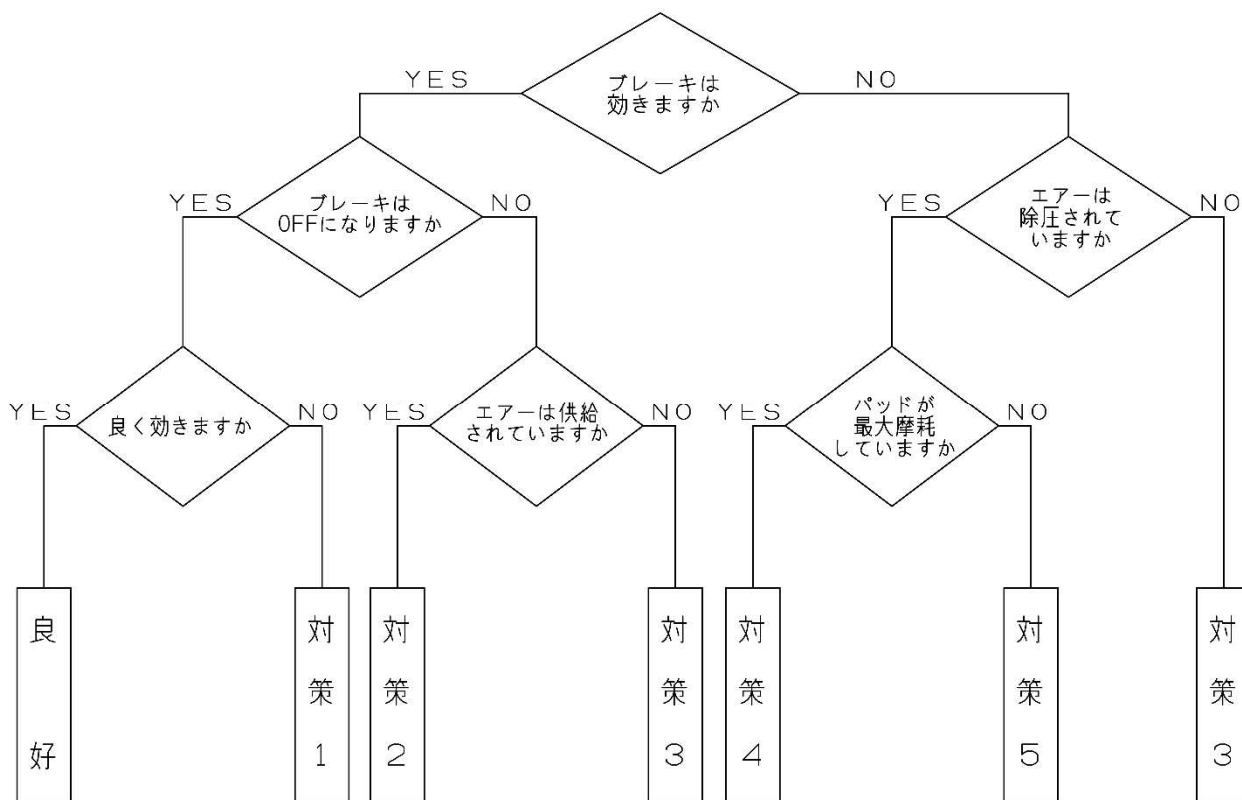 YES
ブレーキは
効きますか
NO
YES
ブレーキは
OFFになりますか
NO
YES
エアーは
除圧されて
いますか
NO
YES
良く効きますか
NO
YES
エアーは供給
されていますか
NO
YES
パッドが
最大摩耗
していますか
NO
良好
対策1
対策2
対策3
対策4
対策5
対策3